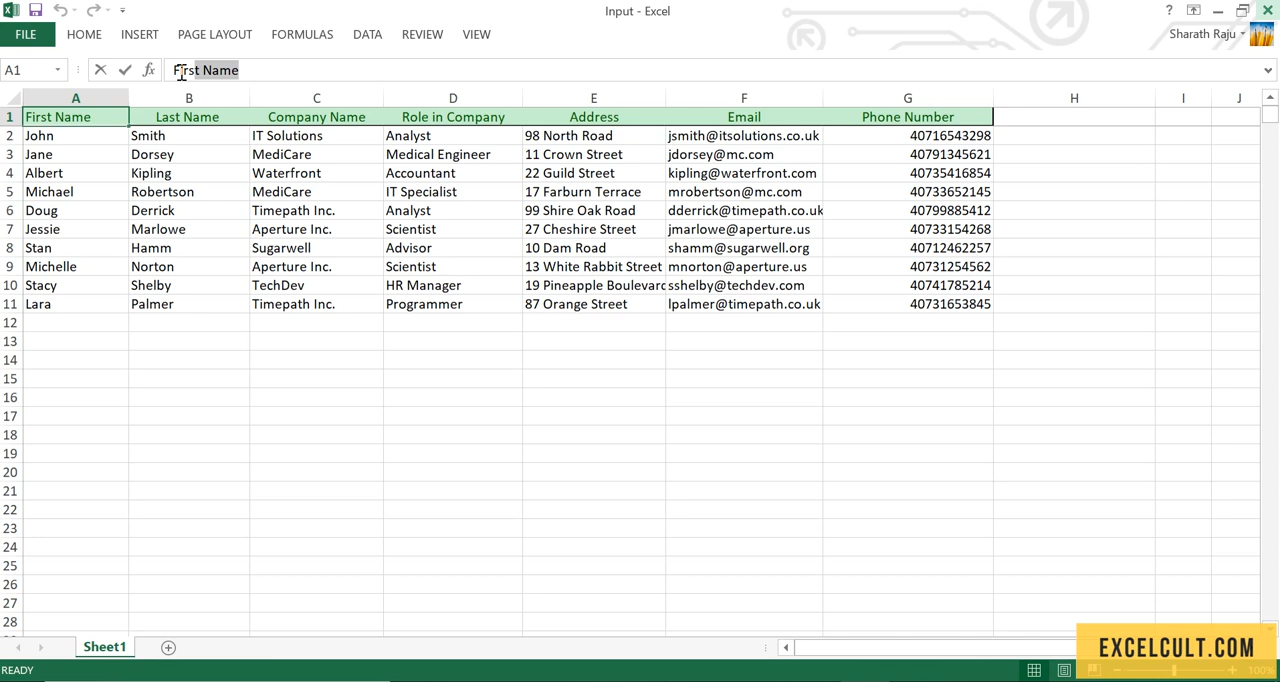 Input - Excel
?
FILE HOME INSERT PAGE LAYOUT FORMULAS DATA REVIEW VIEW Sharath Raju
A1 fx First Name
A B C D E F G H I J
1 First Name Last Name Company Name Role in Company Address Email Phone Number
2 John Smith IT Solutions Analyst 98 North Road jsmith@itsolutions.co.uk 40716543298
3 Jane Dorsey MediCare Medical Engineer 11 Crown Street jdorsey@mc.com 40791345621
4 Albert Kipling Waterfront Accountant 22 Guild Street kipling@waterfront.com 40735416854
5 Michael Robertson MediCare IT Specialist 17 Farburn Terrace mrobertson@mc.com 40733652145
6 Doug Derrick Timepath Inc. Analyst 99 Shire Oak Road dderrick@timepath.co.uk 40799885412
7 Jessie Marlowe Aperture Inc. Scientist 27 Cheshire Street jmarlowe@aperture.us 40733154268
8 Stan Hamm Sugarwell Advisor 10 Dam Road shamm@sugarwell.org 40712462257
9 Michelle Norton Aperture Inc. Scientist 13 White Rabbit Street mnorton@aperture.us 40731254562
10 Stacy Shelby TechDev HR Manager 19 Pineapple Boulevard sshelby@techdev.com 40741785214
11 Lara Palmer Timepath Inc. Programmer 87 Orange Street lpalmer@timepath.co.uk 40731653845
12
13
14
15
16
17
18
19
20
21
22
23
24
25
26
27
28
Sheet1
EXCELCULT.COM
READY 100%